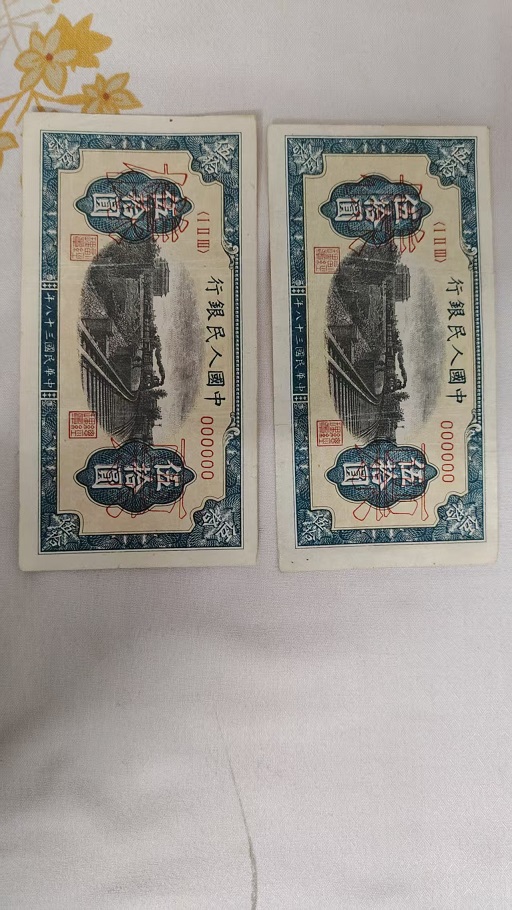 中國人民銀行
〈I II III〉
000000
伍拾圓
伍拾圓
中華民國三十八年
中國人民銀行
〈I II III〉
000000
伍拾圓
伍拾圓
中華民國三十八年